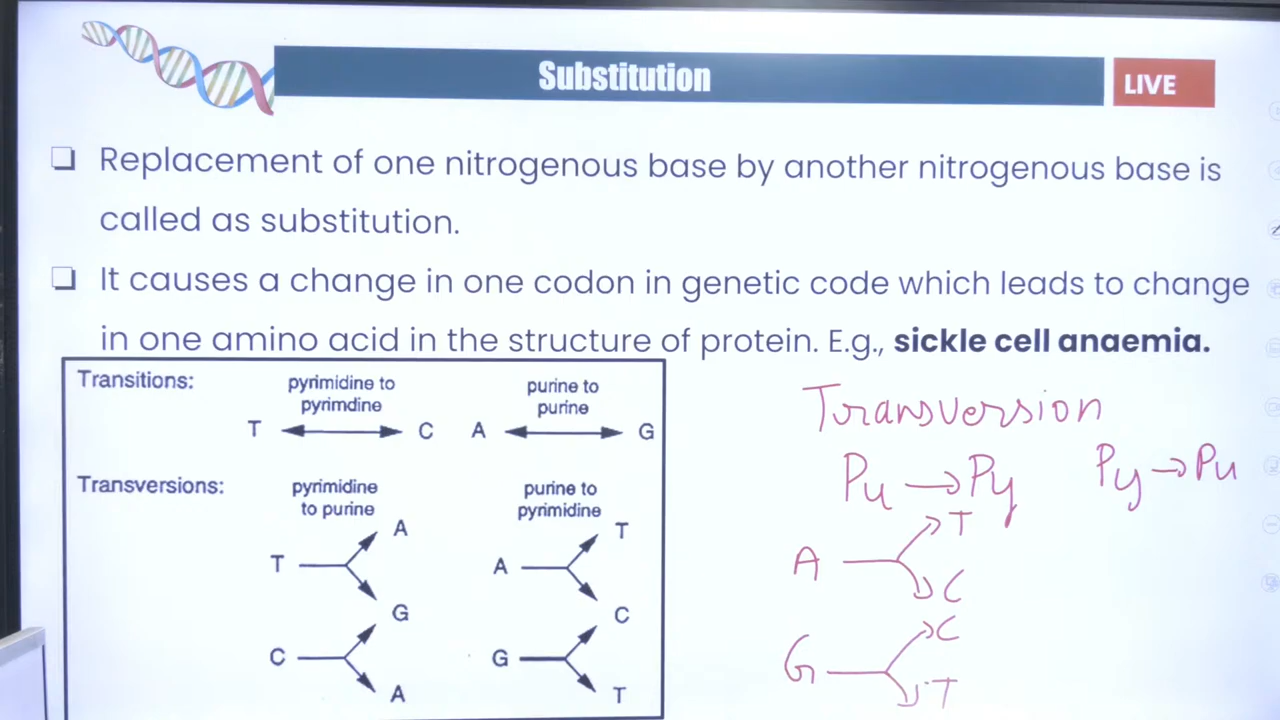 Substitution
LIVE
❑ Replacement of one nitrogenous base by another nitrogenous base is
called as substitution.
❑ It causes a change in one codon in genetic code which leads to change
in one amino acid in the structure of protein. E.g., sickle cell anaemia.
Transitions:
pyrimidine to
pyrimdine
T C
purine to
purine
A G
Transversions:
pyrimidine
to purine
T
A
G
C
A
purine to
pyrimidine
A
T
C
G
T
Transversion
Pu → Py
Py → Pu
A
T
C
G
C
T